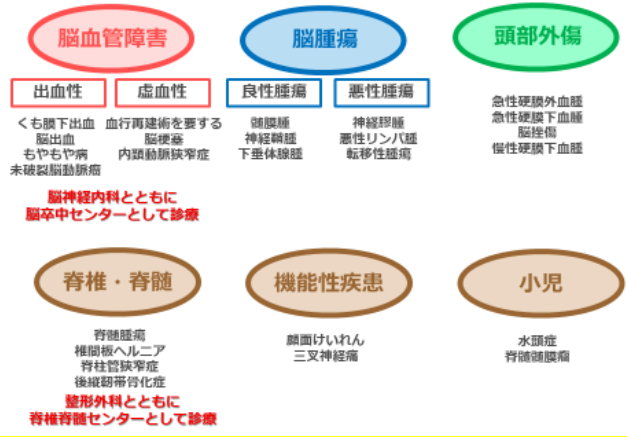 脳血管障害
出血性
くも膜下出血
脳出血
もやもや病
未破裂脳動脈瘤
虚血性
血行再建術を要する
脳梗塞
内頚動脈狭窄症
脳神経内科とともに
脳卒中センターとして診療
脳腫瘍
良性腫瘍
髄膜腫
神経鞘腫
下垂体腺腫
悪性腫瘍
神経膠腫
悪性リンパ腫
転移性腫瘍
頭部外傷
急性硬膜外血腫
急性硬膜下血腫
脳挫傷
慢性硬膜下血腫
脊椎・脊髄
脊髄腫瘍
椎間板ヘルニア
脊柱管狭窄症
後縦靭帯骨化症
整形外科とともに
脊椎脊髄センターとして診療
機能性疾患
顔面けいれん
三叉神経痛
小児
水頭症
脊髄髄膜瘤